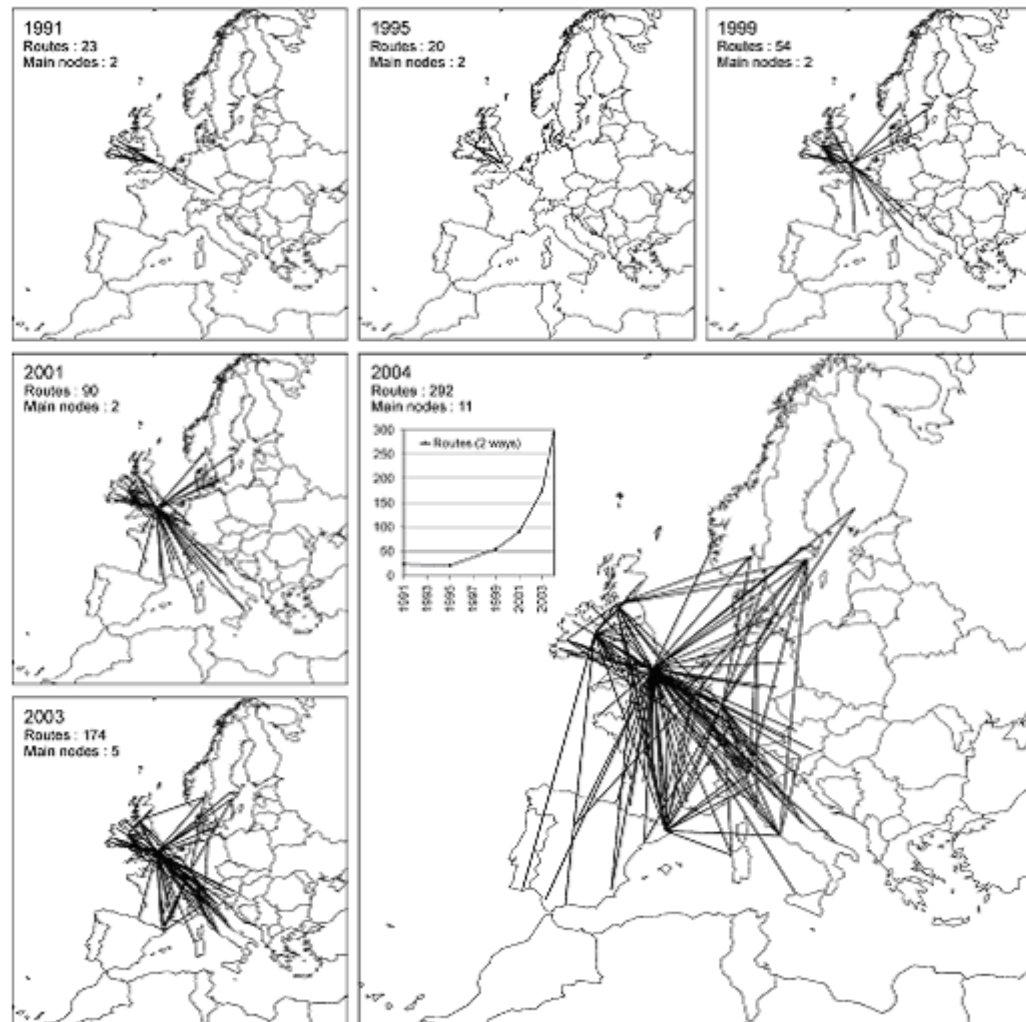 1991
Routes : 23
Main nodes : 2
1995
Routes : 20
Main nodes : 2
1999
Routes : 54
Main nodes : 2
2001
Routes : 90
Main nodes : 2
2004
Routes : 292
Main nodes : 11
300
250
200
150
100
50
0
Routes (2 ways)
1991
1993
1995
1997
1999
2001
2003
2003
Routes : 174
Main nodes : 5